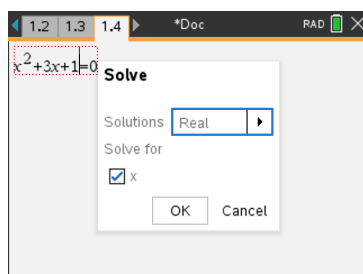 1.2 1.3 1.4 *Doc RAD
x²+3x+1=0
Solve
Solutions Real
Solve for
x
OK Cancel